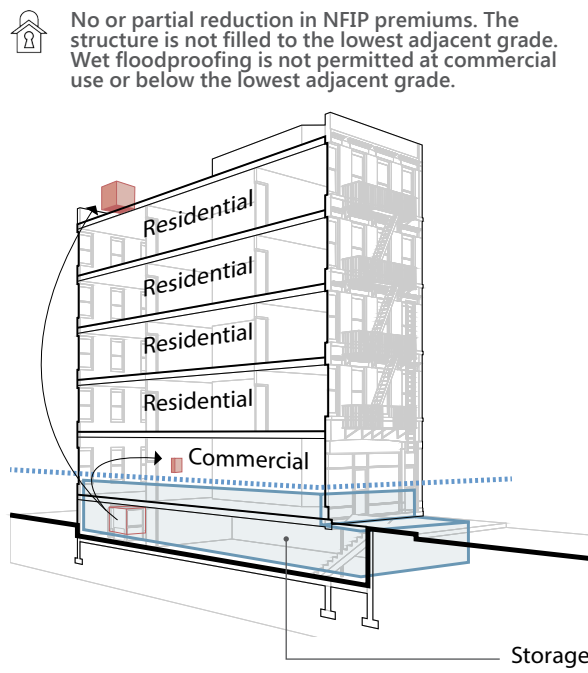 No or partial reduction in NFIP premiums. The
structure is not filled to the lowest adjacent grade.
Wet floodproofing is not permitted at commercial
use or below the lowest adjacent grade.
Residential
Residential
Residential
Residential
Commercial
Storage